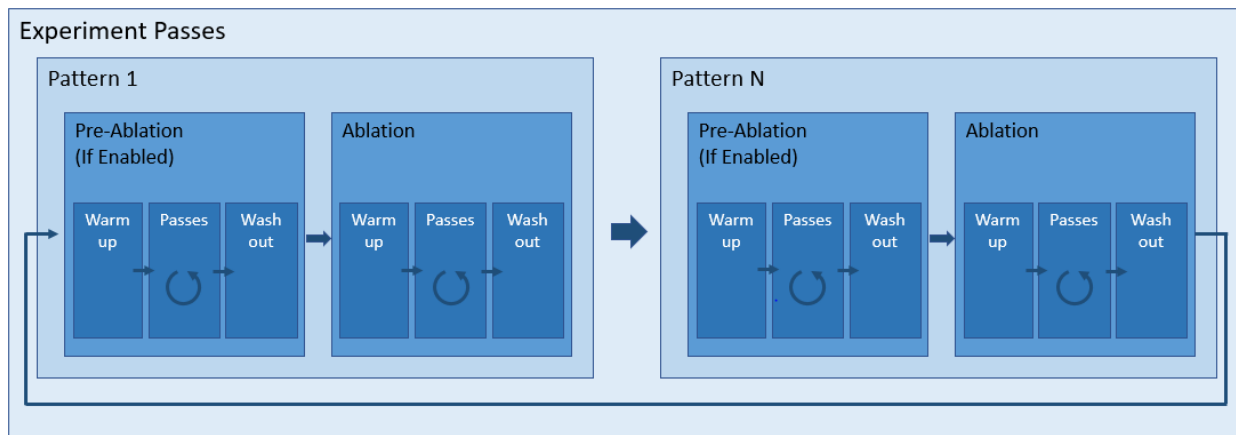 Experiment Passes
Pattern 1
Pre-Ablation
(If Enabled)
Warm
up
Passes
Wash
out
Ablation
Warm
up
Passes
Wash
out
Pattern N
Pre-Ablation
(If Enabled)
Warm
up
Passes
Wash
out
Ablation
Warm
up
Passes
Wash
out